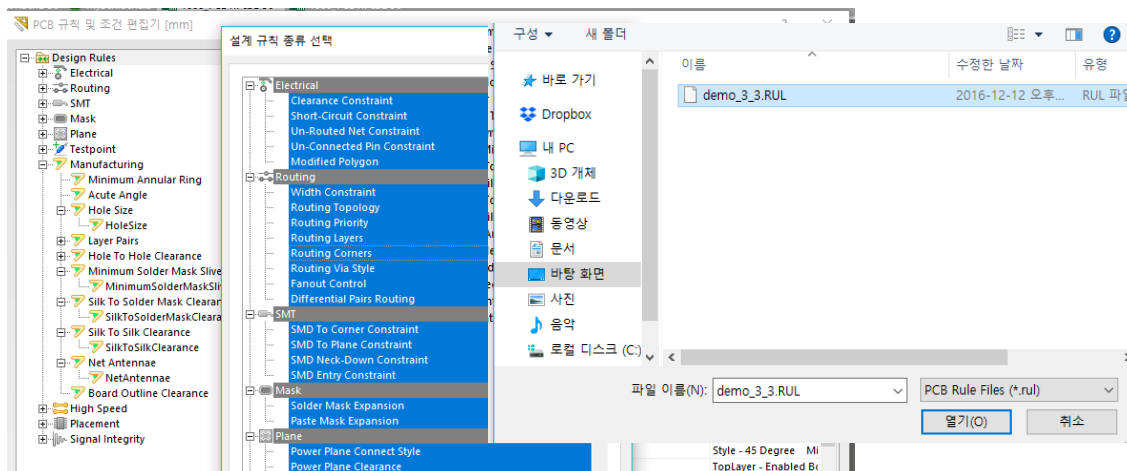 PCB 규칙 및 조건 편집기 [mm]
Design Rules
Electrical
Routing
SMT
Mask
Plane
Testpoint
Manufacturing
Minimum Annular Ring
Acute Angle
Hole Size
HoleSize
Layer Pairs
Hole To Hole Clearance
Minimum Solder Mask Slive
MinimumSolderMaskSli
Silk To Solder Mask Clearan
SilkToSolderMaskCleara
Silk To Silk Clearance
SilkToSilkClearance
Net Antennae
NetAntennae
Board Outline Clearance
High Speed
Placement
Signal Integrity
설계 규칙 종류 선택
Electrical
Clearance Constraint
Short-Circuit Constraint
Un-Routed Net Constraint
Un-Connected Pin Constraint
Modified Polygon
Routing
Width Constraint
Routing Topology
Routing Priority
Routing Layers
Routing Corners
Routing Via Style
Fanout Control
Differential Pairs Routing
SMT
SMD To Corner Constraint
SMD To Plane Constraint
SMD Neck-Down Constraint
SMD Entry Constraint
Mask
Solder Mask Expansion
Paste Mask Expansion
Plane
Power Plane Connect Style
Power Plane Clearance
구성 새 폴더
바로 가기
Dropbox
내 PC
3D 개체
다운로드
동영상
문서
바탕 화면
사진
음악
로컬 디스크 (C:)
이름 수정한 날짜 유형
demo_3_3.RUL 2016-12-12 오후... RUL 파일
파일 이름(N): demo_3_3.RUL PCB Rule Files (*.rul)
열기(O) 취소
Style - 45 Degree Mi
TopLayer - Enabled Bo